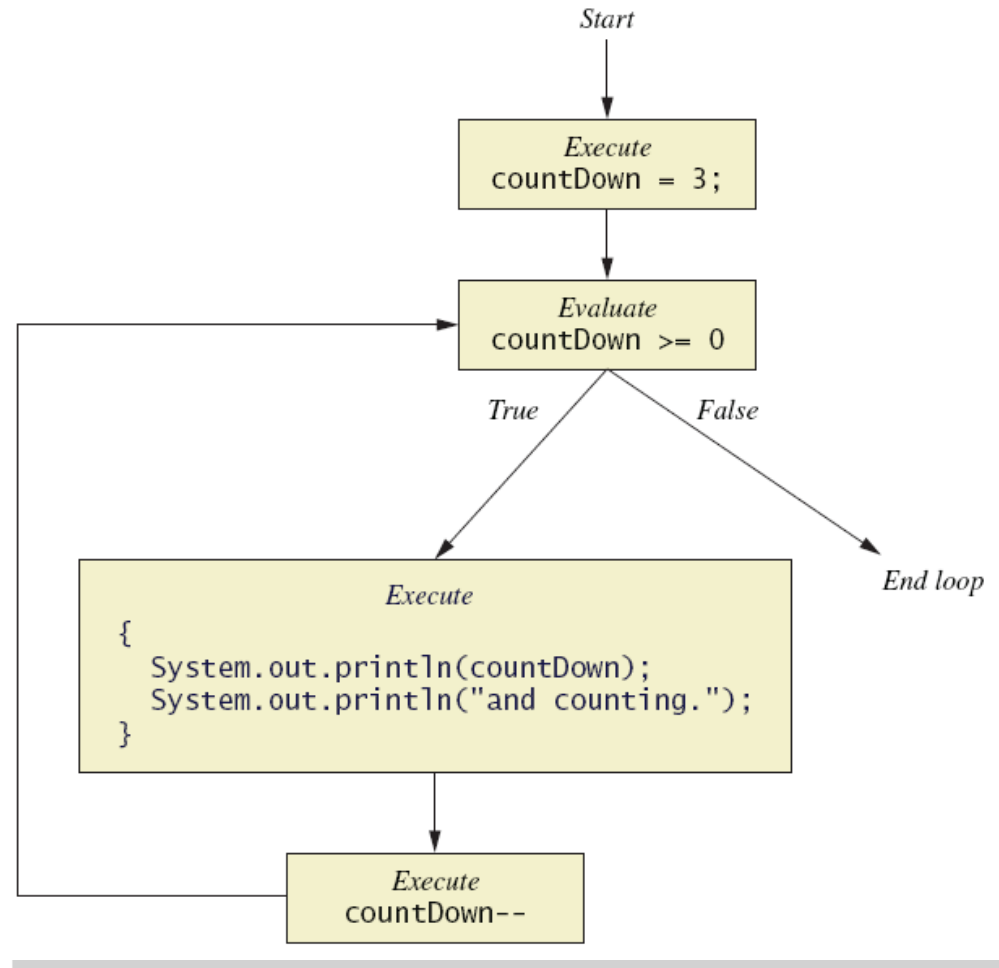 Start
Execute
countDown = 3;
Evaluate
countDown >= 0
True
False
End loop
Execute
{
System.out.println(countDown);
System.out.println("and counting.");
}
Execute
countDown--